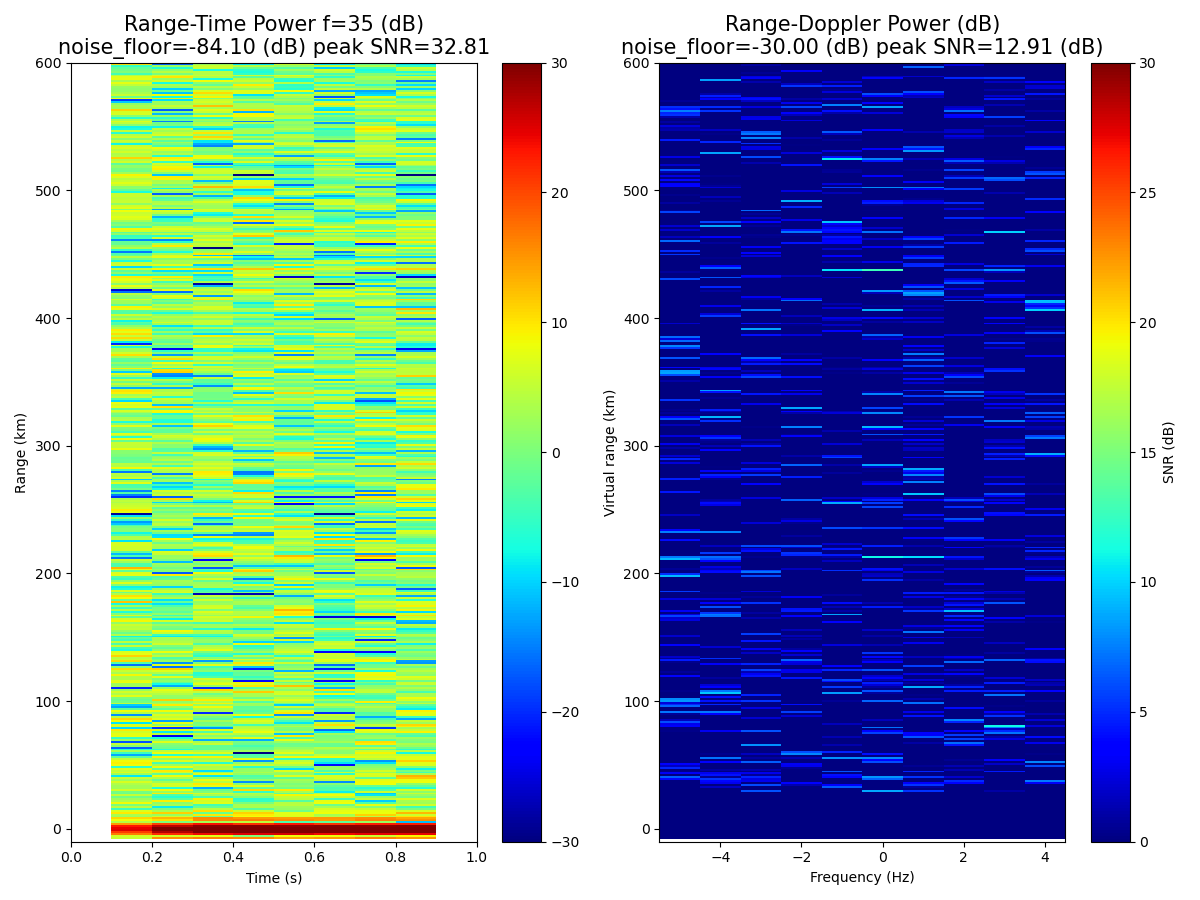 Range-Time Power f=35 (dB)
noise_floor=-84.10 (dB) peak SNR=32.81
600
500
400
300
200
100
0
Range (km)
0.0 0.2 0.4 0.6 0.8 1.0
Time (s)
30
20
10
0
−10
−20
−30
Range-Doppler Power (dB)
noise_floor=-30.00 (dB) peak SNR=12.91 (dB)
600
500
400
300
200
100
0
Virtual range (km)
−4 −2 0 2 4
Frequency (Hz)
30
25
20
15
10
5
0
SNR (dB)